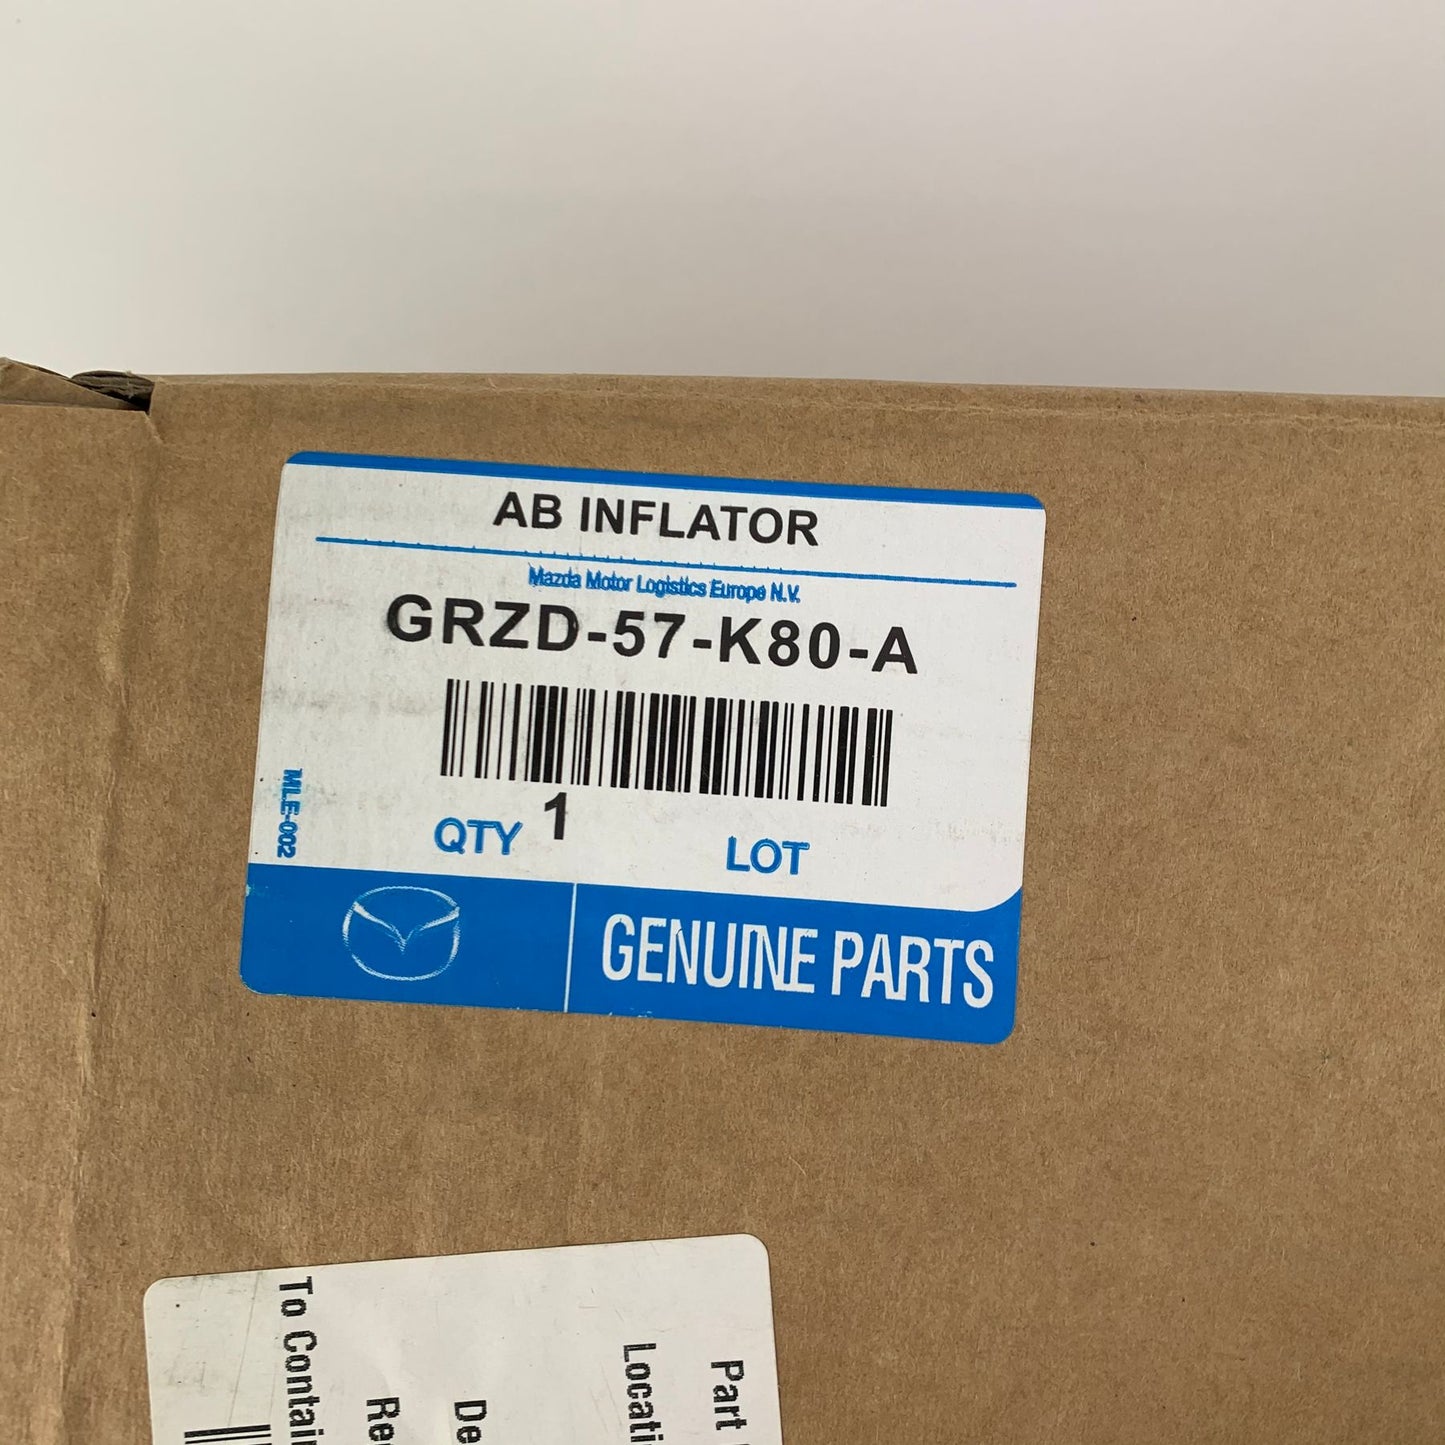 AB INFLATOR
Mazda Motor Logistics Europe N.V.
GRZD-57-K80-A
MLE-002
QTY 1
LOT
GENUINE PARTS
To Contain
Part
Locati
De
Re